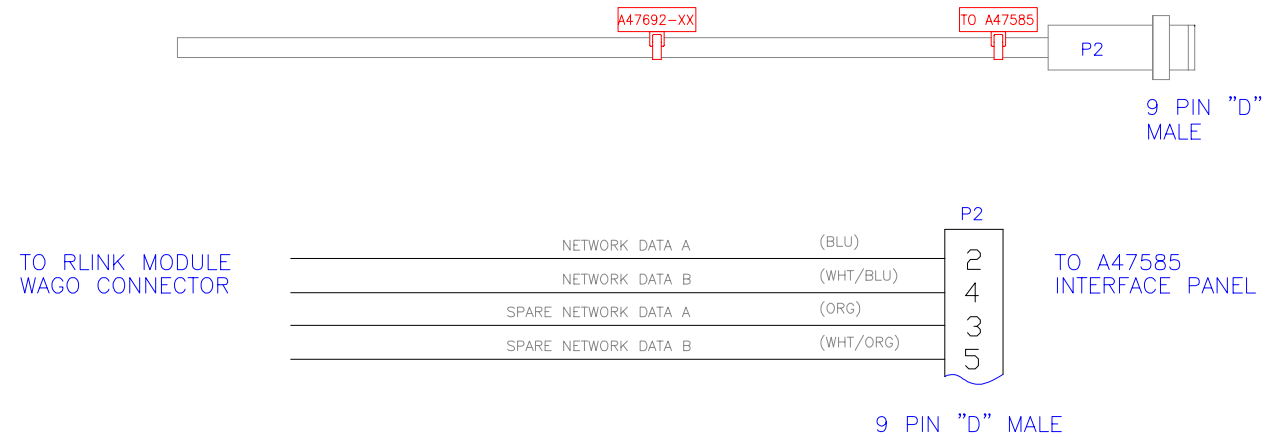 A47692-XX
TO A47585
P2
9 PIN "D"
MALE
P2
NETWORK DATA A (BLU) 2
NETWORK DATA B (WHT/BLU) 4
SPARE NETWORK DATA A (ORG) 3
SPARE NETWORK DATA B (WHT/ORG) 5
TO RLINK MODULE
WAGO CONNECTOR
TO A47585
INTERFACE PANEL
9 PIN "D" MALE